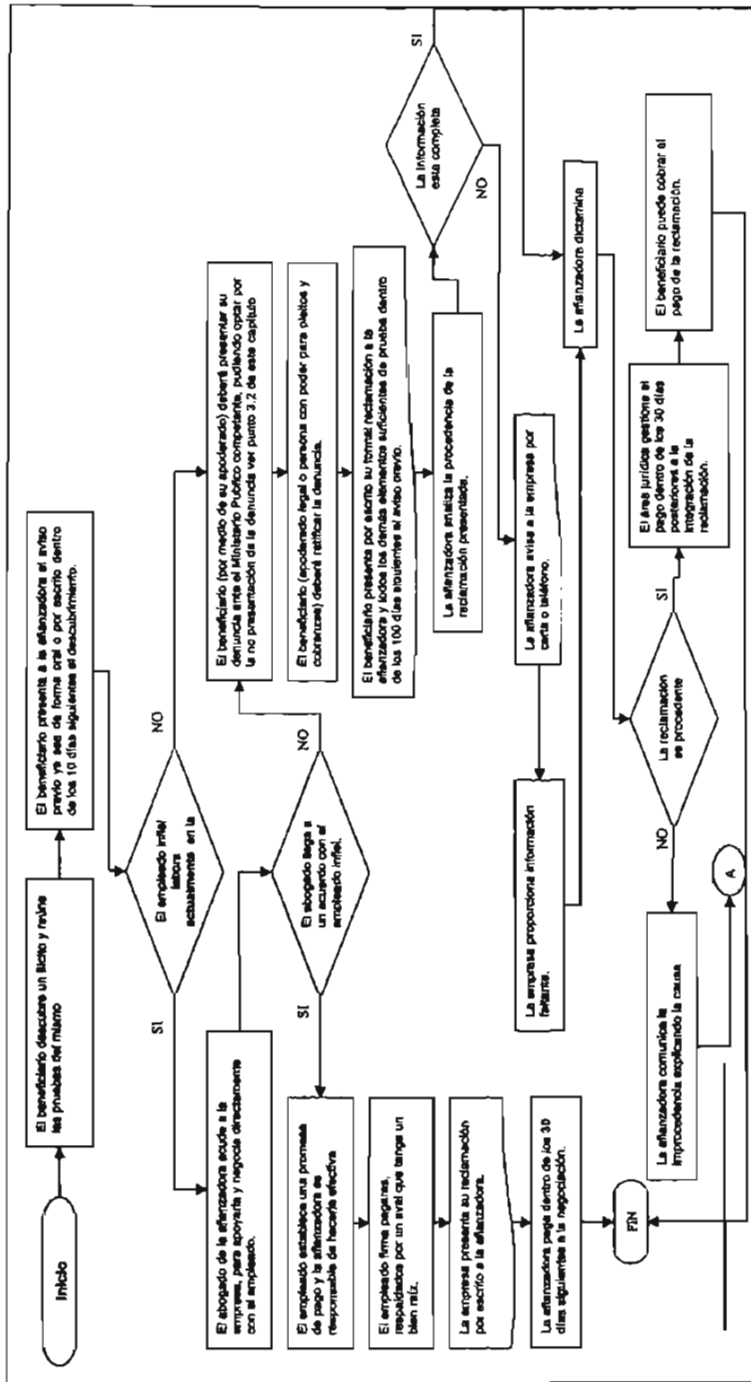 Inicio
El beneficiario descubre un ilícito y reúne
las pruebas del mismo
El beneficiario presenta a la afianzadora el aviso
previo ya sea de forma oral o por escrito dentro
de los 10 días siguientes al descubrimiento.
El empleado infiel
labora
actualmente en la
SI
NO
El abogado de la afianzadora acude a la
empresa, para apoyarla y negocia directamente
con el empleado.
El abogado llega a
un acuerdo con el
empleado infiel.
SI
NO
El empleado establece una promesa
de pago y la afianzadora es
responsable de hacerla efectiva
El empleado firma pagares,
respaldados por un aval que tenga un
bien raíz.
La empresa presenta su reclamación
por escrito a la afianzadora.
La afianzadora paga dentro de los 30
días siguientes a la negociación.
FIN
El beneficiario (por medio de su apoderado) deberá presentar su
denuncia ante el Ministerio Publico competente, pudiendo optar por
la no presentación de la denuncia ver punto 3.2 de este capítulo
El beneficiario (apoderado legal o persona con poder para pleitos y
cobranzas) deberá ratificar la denuncia.
El beneficiario presenta por escrito su formal reclamación a la
afianzadora y todos los demás elementos suficientes de prueba dentro
de los 100 días siguientes al aviso previo.
La afianzadora analiza la procedencia de la
reclamación presentada.
La información
esta completa
SI
NO
La afianzadora avisa a la empresa por
carta o teléfono.
La empresa proporciona información
faltante.
La afianzadora dictamina
La reclamación
es procedente
NO
SI
La afianzadora comunica la
improcedencia explicando la causa
A
El área jurídica gestiona el
pago dentro de los 30 días
posteriores a la
integración de la
reclamación.
El beneficiario puede cobrar el
pago de la reclamación.